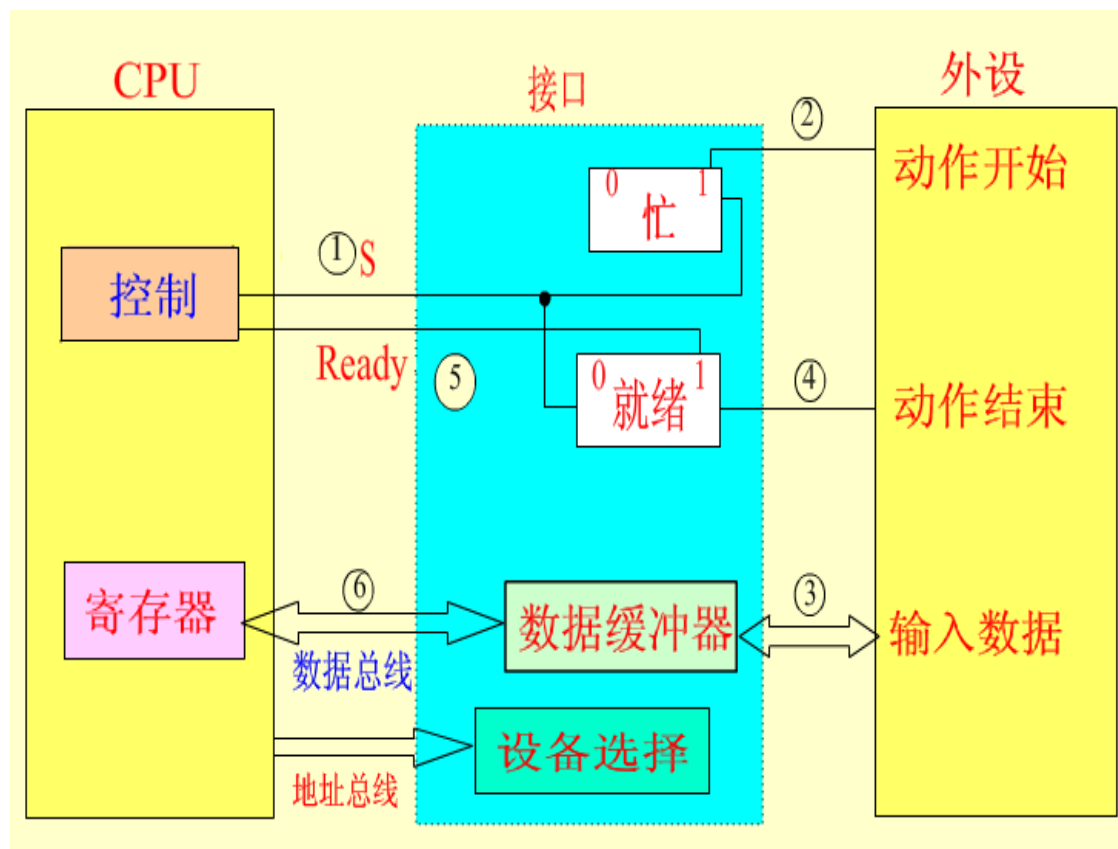 CPU
接口
外设
②
动作开始
0 1
忙
① S
控制
Ready
⑤
0 1
就绪
④
动作结束
寄存器
⑥
数据总线
数据缓冲器
③
输入数据
设备选择
地址总线